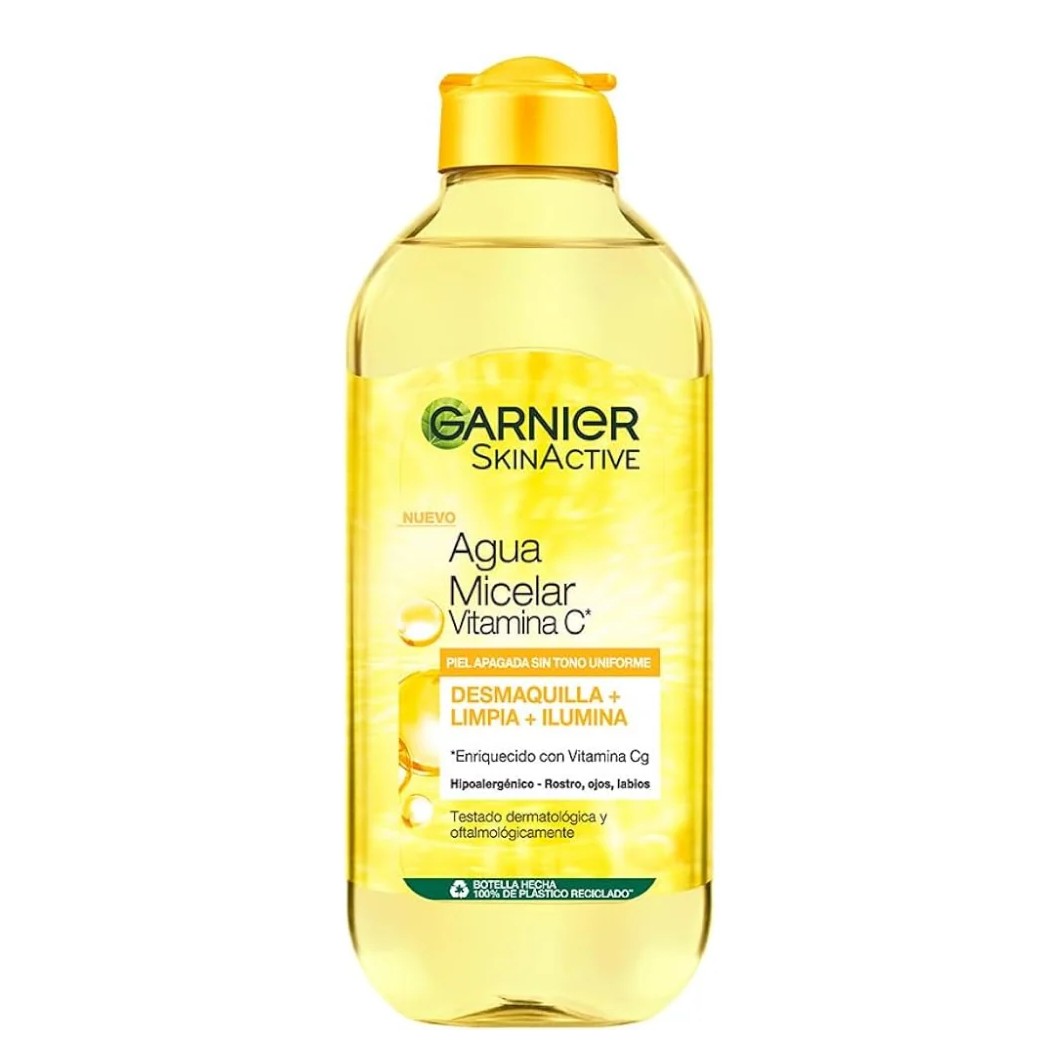 GARNIER
SKINACTIVE
NUEVO
Agua
Micelar
Vitamina C*
PIEL APAGADA SIN TONO UNIFORME
DESMAQUILLA +
LIMPIA + ILUMINA
*Enriquecido con Vitamina Cg
Hipoalergénico - Rostro, ojos, labios
Testado dermatológica y
oftalmológicamente
BOTELLA HECHA
100% DE PLÁSTICO RECICLADO**